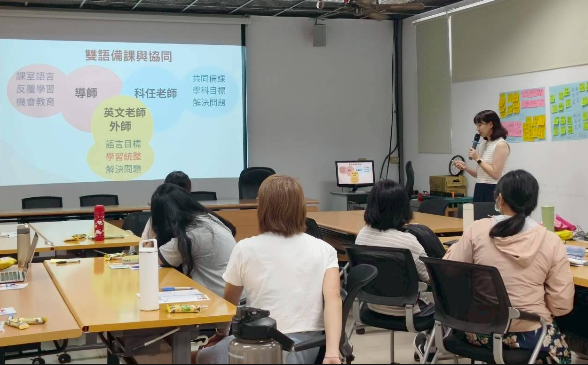 雙語備課與協同
課室語言
反覆學習
機會教育
導師
科任老師
共同備課
學科目標
解決問題
英文老師
外師
語言目標
學習統整
解決問題